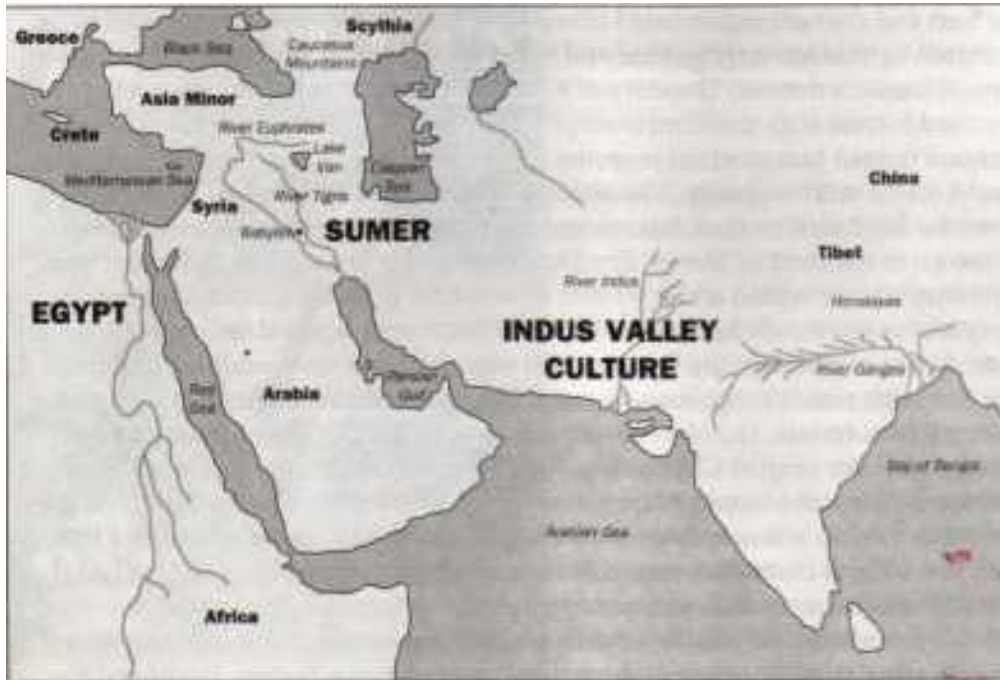 Greece
Scythia
Black Sea
Caucasus
Mountains
Asia Minor
River Euphrates
Crete
Lake
Van
Caspian
Sea
Mediterranean Sea
River Tigris
Syria
Babylon
SUMER
China
Tibet
River Indus
Himalayas
EGYPT
INDUS VALLEY
CULTURE
River Ganges
Persian
Gulf
Red
Sea
Arabia
Bay of Bengal
Arabian Sea
Africa